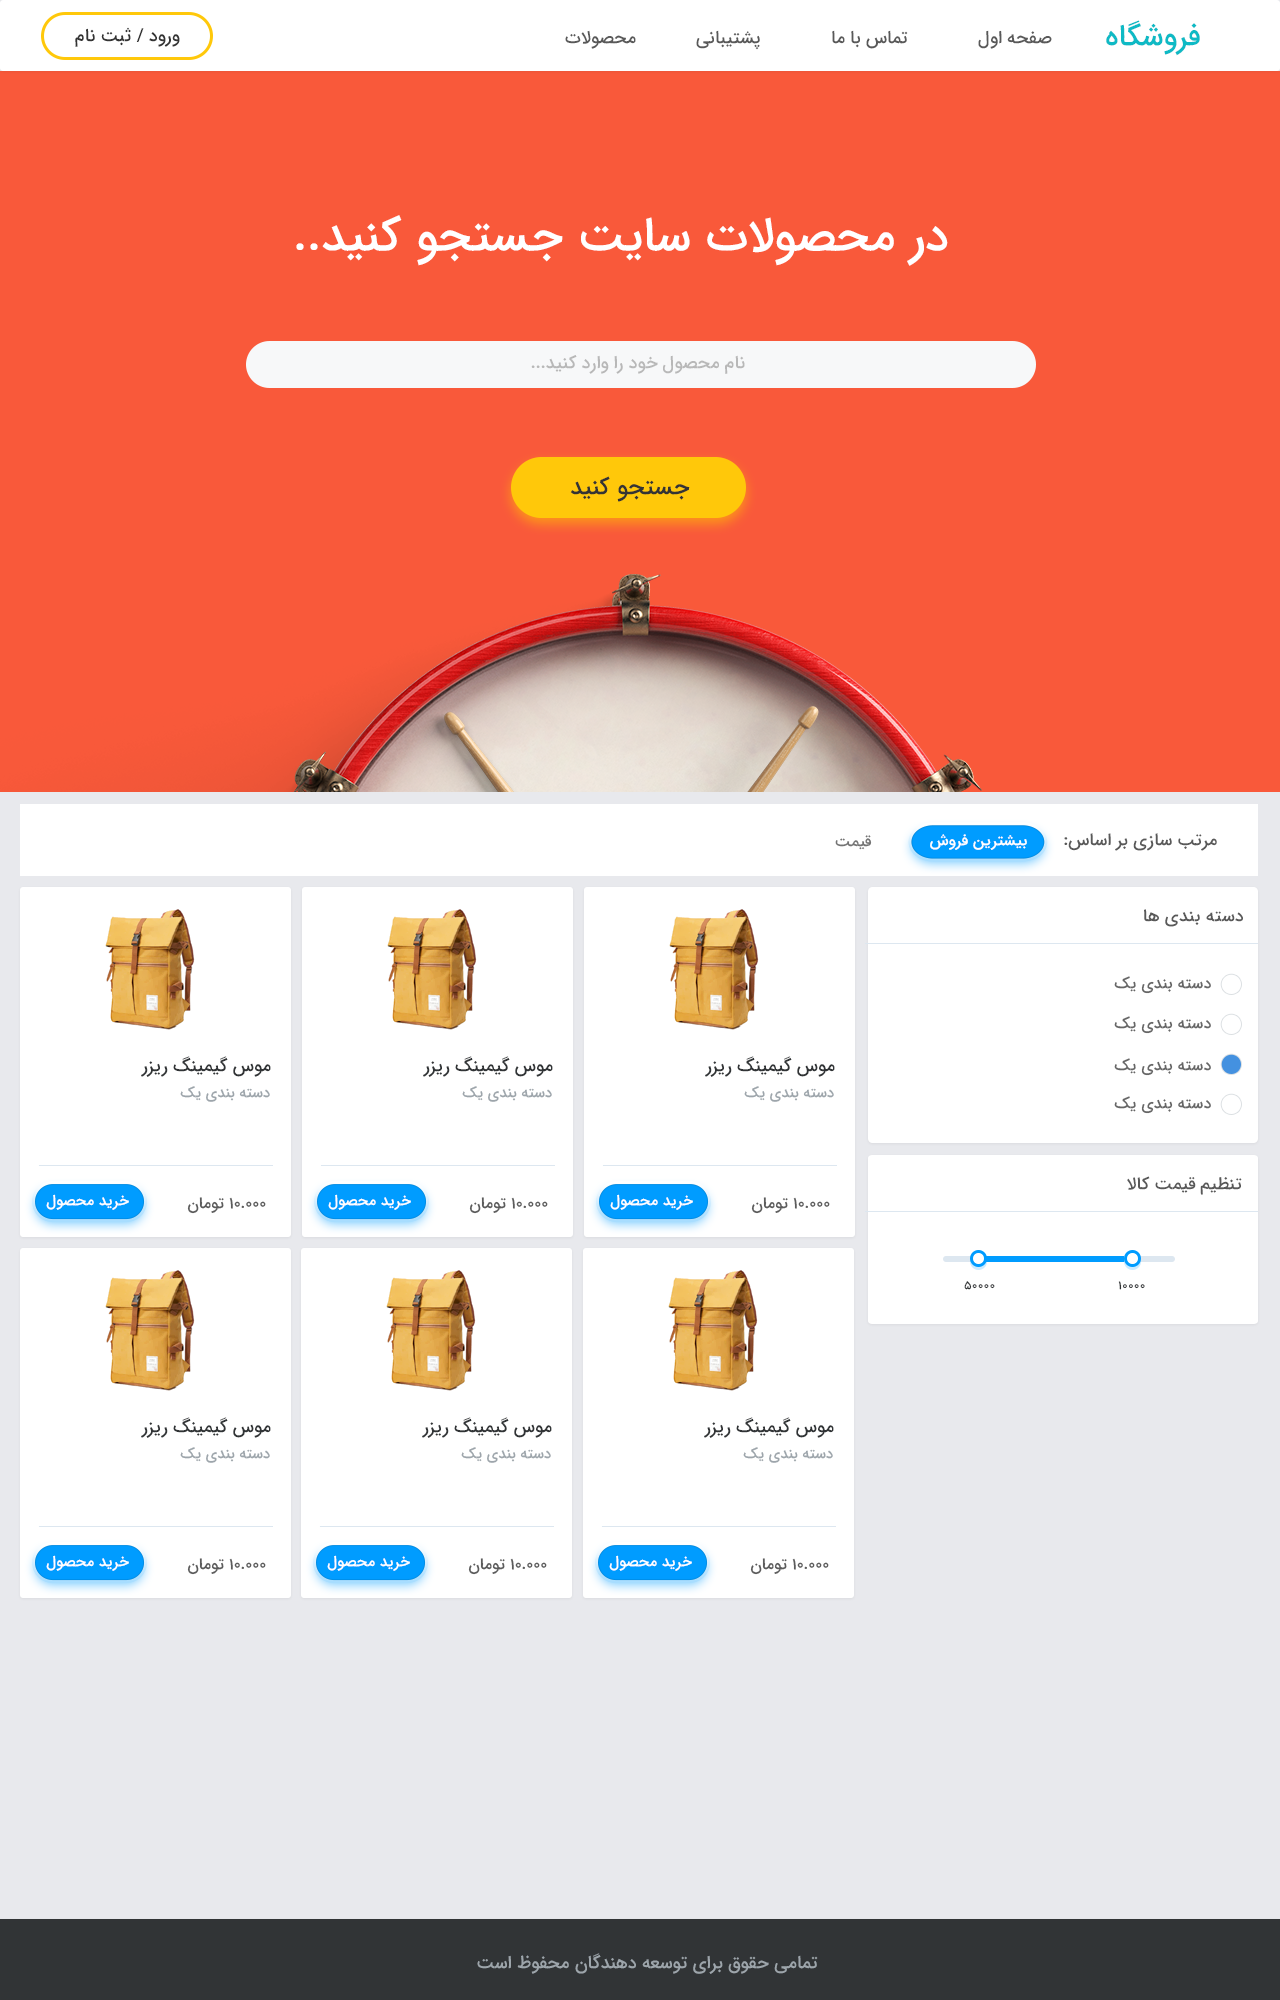 فروشگاه
صفحه اول
تماس با ما
پشتیبانی
محصولات
ورود / ثبت نام
در محصولات سایت جستجو کنید..
نام محصول خود را وارد کنید...
جستجو کنید
مرتب سازی بر اساس:
بیشترین فروش
قیمت
دسته بندی ها
دسته بندی یک
دسته بندی یک
دسته بندی یک
دسته بندی یک
تنظیم قیمت کالا
۱۰۰۰۰
۵۰۰۰۰
موس گیمینگ ریزر
دسته بندی یک
۱۰.۰۰۰ تومان
خرید محصول
موس گیمینگ ریزر
دسته بندی یک
۱۰.۰۰۰ تومان
خرید محصول
موس گیمینگ ریزر
دسته بندی یک
۱۰.۰۰۰ تومان
خرید محصول
موس گیمینگ ریزر
دسته بندی یک
۱۰.۰۰۰ تومان
خرید محصول
موس گیمینگ ریزر
دسته بندی یک
۱۰.۰۰۰ تومان
خرید محصول
موس گیمینگ ریزر
دسته بندی یک
۱۰.۰۰۰ تومان
خرید محصول
تمامی حقوق برای توسعه دهندگان محفوظ است